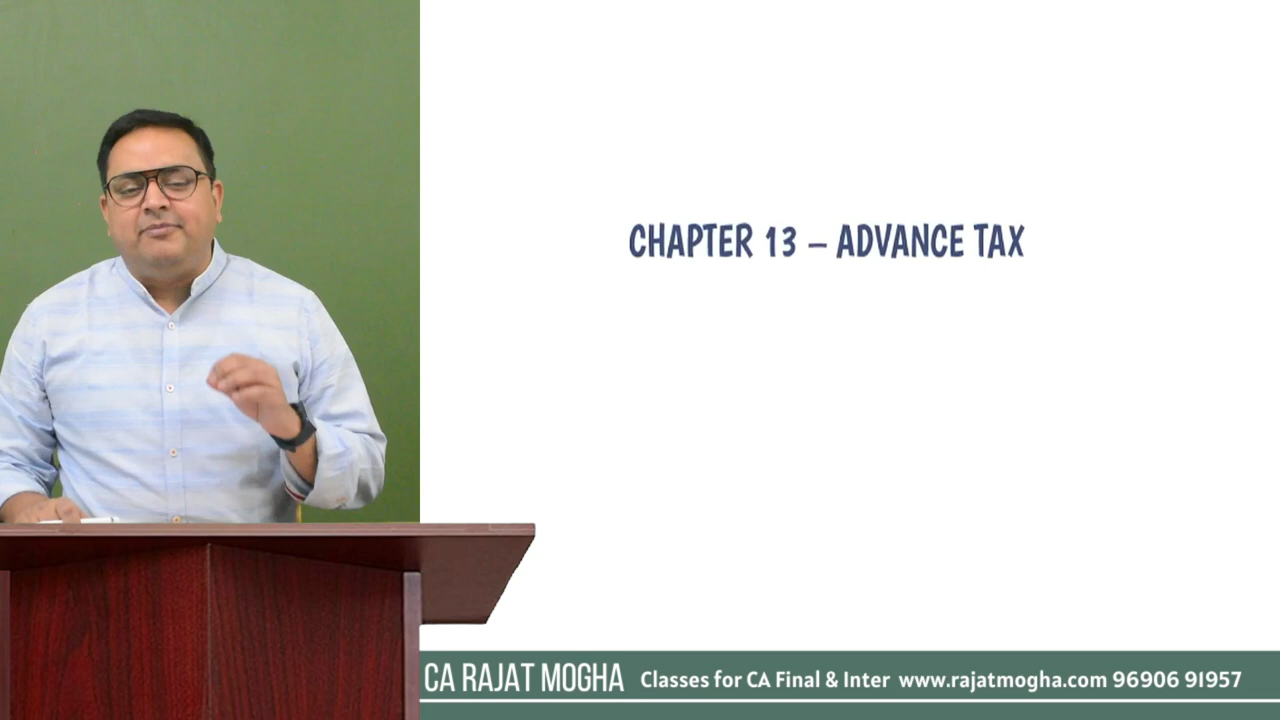 CHAPTER 13 – ADVANCE TAX
CA RAJAT MOGHA Classes for CA Final & Inter www.rajatmogha.com 96906 91957